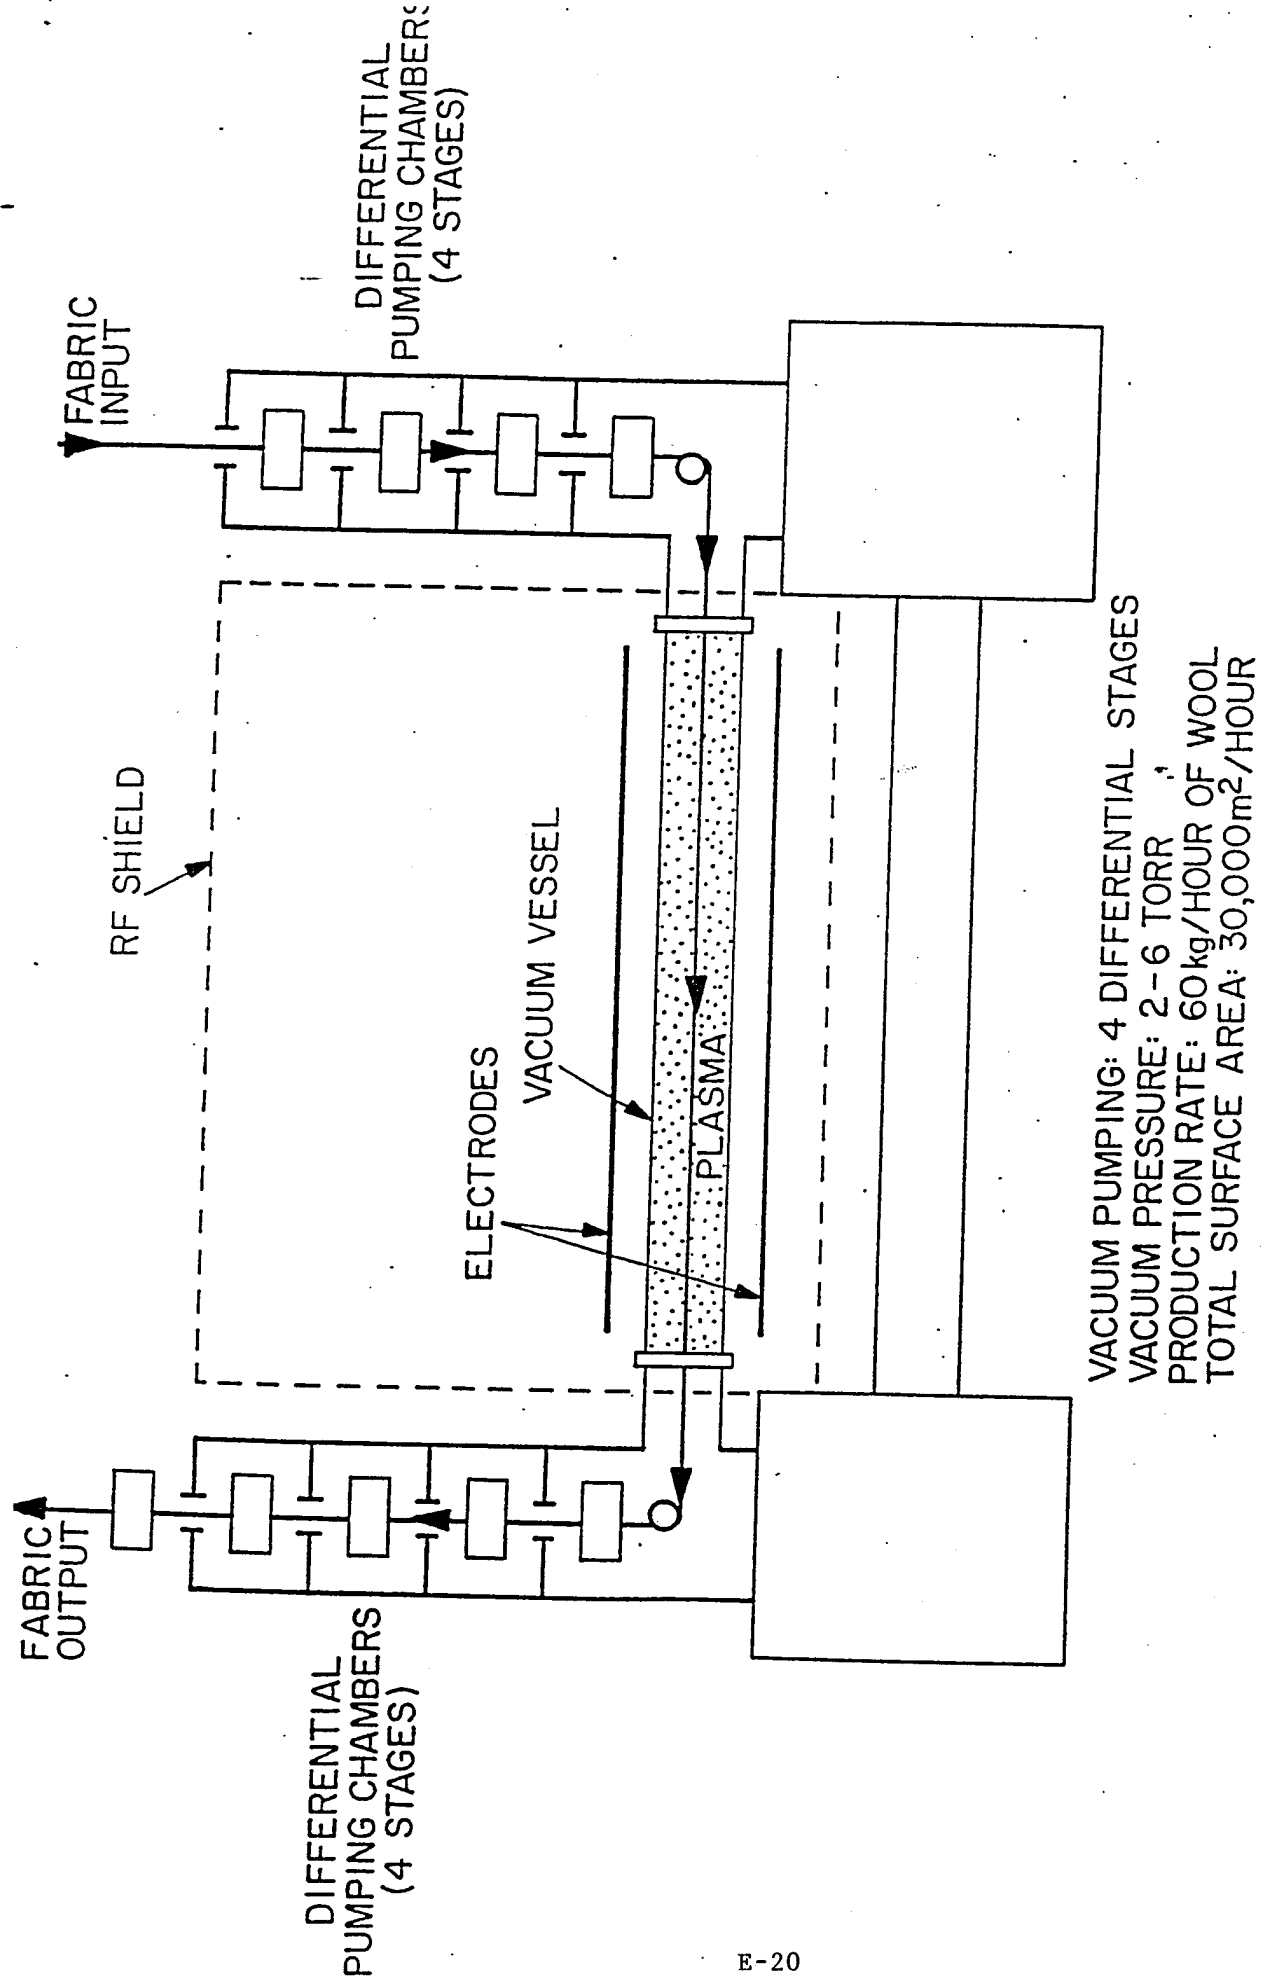 FABRIC
OUTPUT
DIFFERENTIAL
PUMPING CHAMBERS
(4 STAGES)
RF SHIELD
FABRIC
INPUT
DIFFERENTIAL
PUMPING CHAMBERS
(4 STAGES)
ELECTRODES
VACUUM VESSEL
PLASMA
VACUUM PUMPING: 4 DIFFERENTIAL STAGES
VACUUM PRESSURE: 2-6 TORR
PRODUCTION RATE: 60kg/HOUR OF WOOL
TOTAL SURFACE AREA: 30,000m²/HOUR
E-20